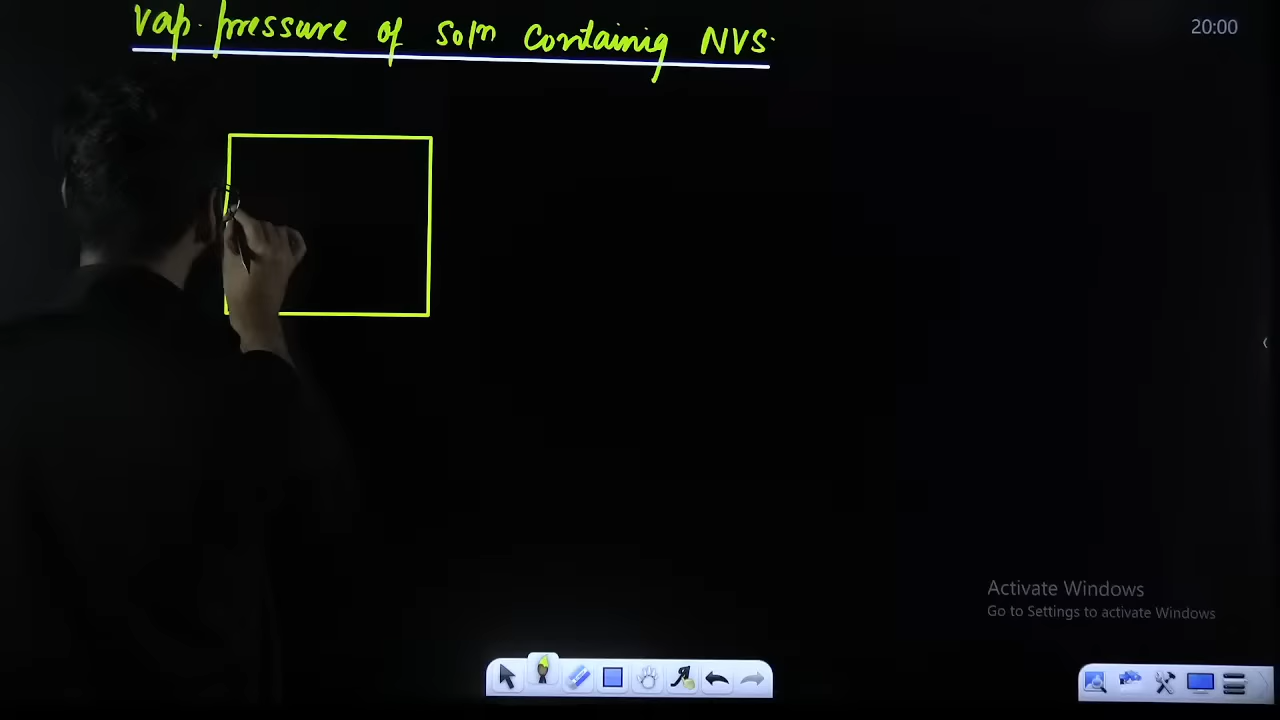 Vap. pressure of soln containig NVS.
20:00
Activate Windows
Go to Settings to activate Windows